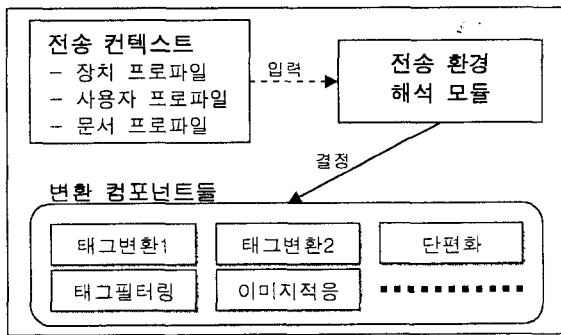 전송 컨텍스트
- 장치 프로파일
- 사용자 프로파일
- 문서 프로파일
입력
전송 환경
해석 모듈
결정
변환 컴포넌트들
태그변환1
태그변환2
단편화
태그필터링
이미지적응